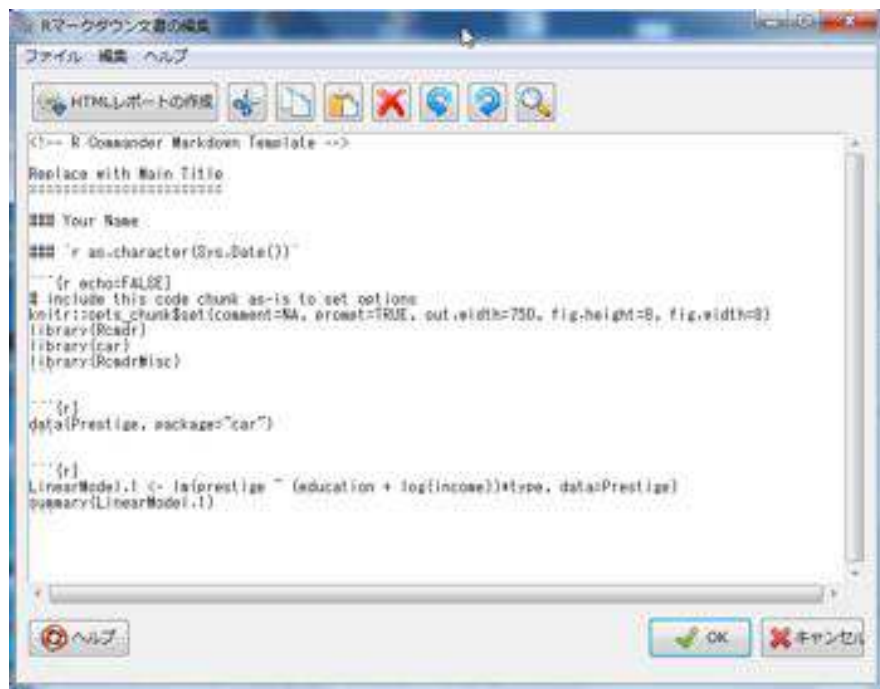 Rマークダウン文書の編集
ファイル 編集 ヘルプ
HTMLレポートの作成
<!-- R Commander Markdown Template -->
Replace with Main Title
=======================
### Your Name
### `r as.character(Sys.Date())`
```{r echo=FALSE}
# include this code chunk as-is to set options
knitr::opts_chunk$set(comment=NA, prompt=TRUE, out.width=750, fig.height=8, fig.width=8)
library(Rcmdr)
library(car)
library(RcmdrMisc)
```
```{r}
data(Prestige, package="car")
```
```{r}
LinearModel.1 <- lm(prestige ~ (education + log(income))*type, data=Prestige)
summary(LinearModel.1)
```
ヘルプ
OK
キャンセル